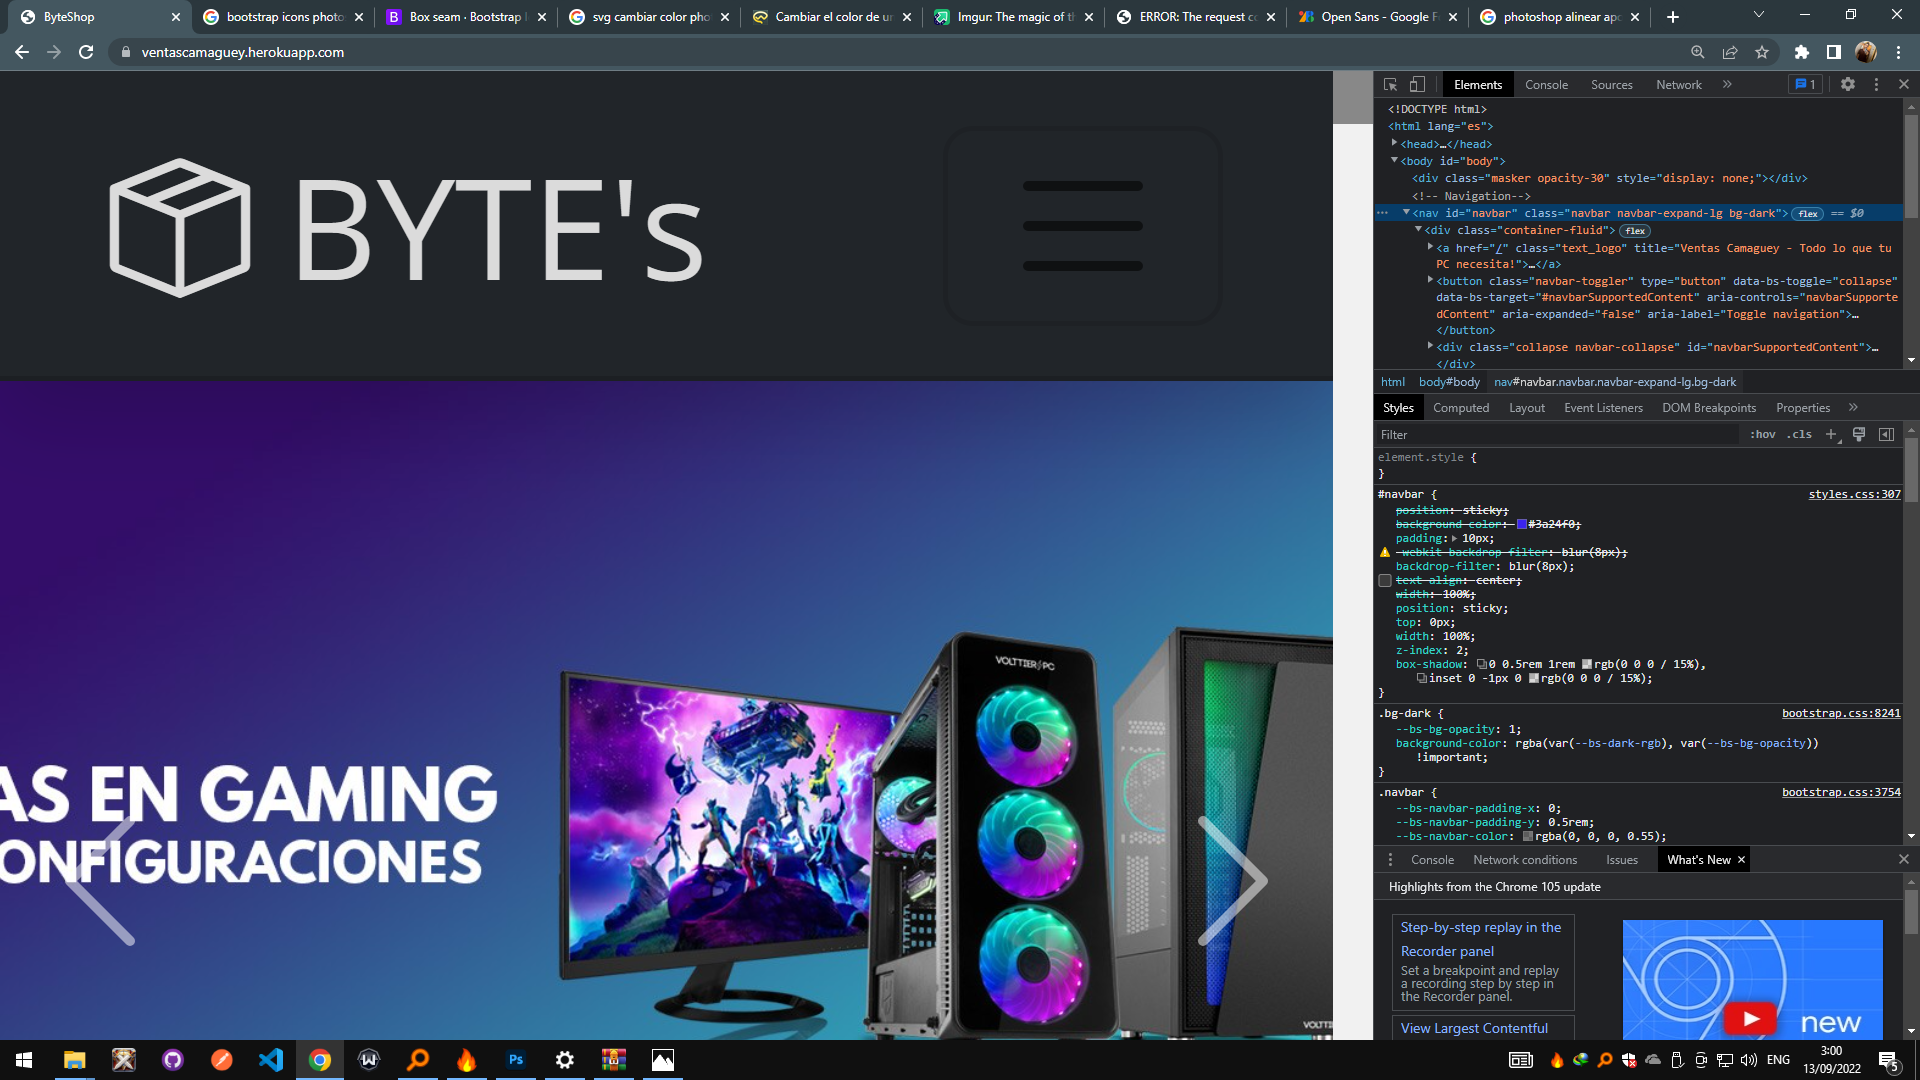 ByteShop
bootstrap icons photo
Box seam · Bootstrap I
svg cambiar color pho
Cambiar el color de un
Imgur: The magic of th
ERROR: The request co
Open Sans - Google Fo
photoshop alinear apo
ventascamaguey.herokuapp.com
BYTE's
AS EN GAMING
ONFIGURACIONES
VOLTTIER PC
VOLTTI
Elements
Console
Sources
Network
1
<!DOCTYPE html>
<html lang="es">
<head>…</head>
<body id="body">
<div class="masker opacity-30" style="display: none;"></div>
<!-- Navigation-->
<nav id="navbar" class="navbar navbar-expand-lg bg-dark"> flex == $0
<div class="container-fluid"> flex
<a href="/" class="text_logo" title="Ventas Camaguey - Todo lo que tu
PC necesita!">…</a>
<button class="navbar-toggler" type="button" data-bs-toggle="collapse"
data-bs-target="#navbarSupportedContent" aria-controls="navbarSupporte
dContent" aria-expanded="false" aria-label="Toggle navigation">…
</button>
<div class="collapse navbar-collapse" id="navbarSupportedContent">…
</div>
html body#body nav#navbar.navbar.navbar-expand-lg.bg-dark
Styles Computed Layout Event Listeners DOM Breakpoints Properties
Filter :hov .cls
element.style {
}
#navbar { styles.css:307
position: sticky;
background-color: #3a24f0;
padding: 10px;
-webkit-backdrop-filter: blur(8px);
backdrop-filter: blur(8px);
text-align: center;
width: 100%;
position: sticky;
top: 0px;
width: 100%;
z-index: 2;
box-shadow: 0 0.5rem 1rem rgb(0 0 0 / 15%),
inset 0 -1px 0 rgb(0 0 0 / 15%);
}
.bg-dark { bootstrap.css:8241
--bs-bg-opacity: 1;
background-color: rgba(var(--bs-dark-rgb), var(--bs-bg-opacity))
!important;
}
.navbar { bootstrap.css:3754
--bs-navbar-padding-x: 0;
--bs-navbar-padding-y: 0.5rem;
--bs-navbar-color: rgba(0, 0, 0, 0.55);
Console Network conditions Issues What's New
Highlights from the Chrome 105 update
Step-by-step replay in the
Recorder panel
Set a breakpoint and replay
a recording step by step in
the Recorder panel.
View Largest Contentful
new
Ps
ENG
3:00
13/09/2022
5